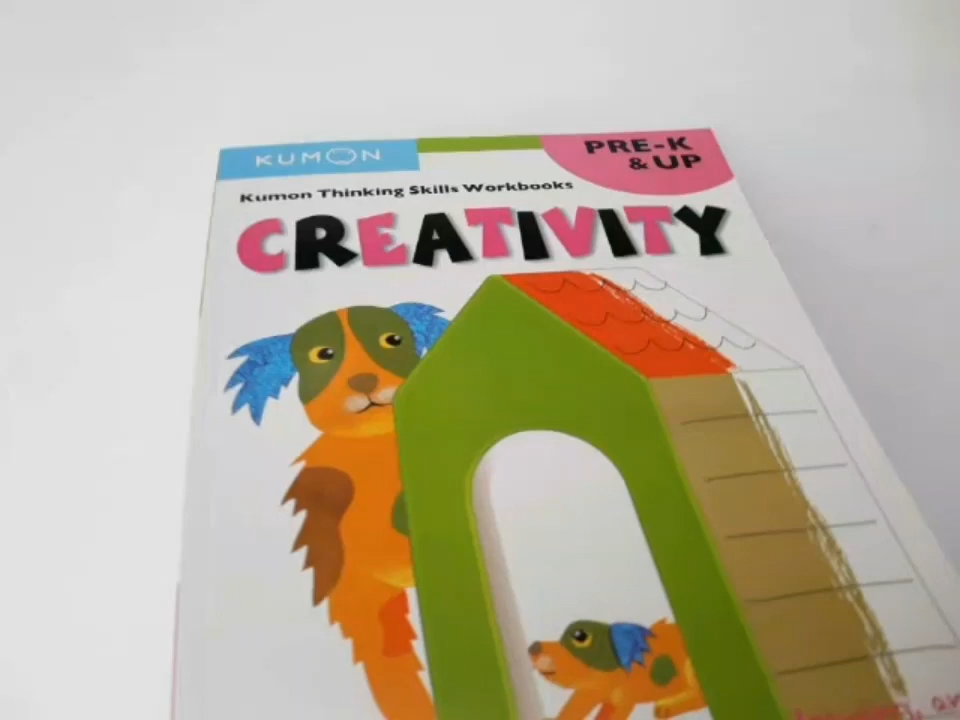 KUMON
PRE-K
& UP
Kumon Thinking Skills Workbooks
CREATIVITY